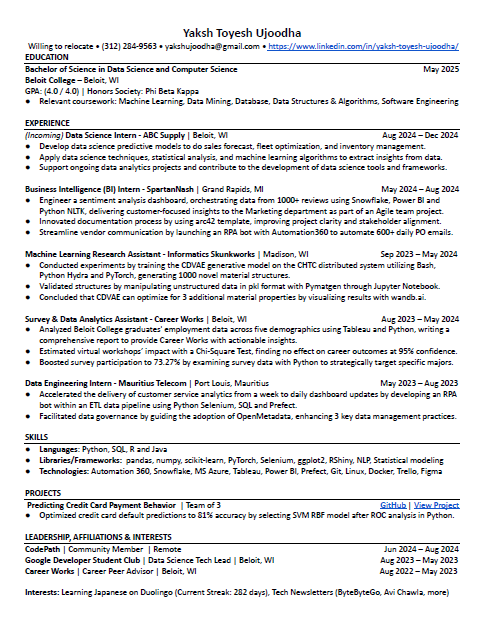 Yaksh Toyesh Ujoodha
Willing to relocate • (312) 284-9563 • yakshujoodha@gmail.com • https://www.linkedin.com/in/yaksh-toyesh-ujoodha/
EDUCATION
Bachelor of Science in Data Science and Computer Science May 2025
Beloit College – Beloit, WI
GPA: (4.0 / 4.0) | Honors Society: Phi Beta Kappa
● Relevant coursework: Machine Learning, Data Mining, Database, Data Structures & Algorithms, Software Engineering
EXPERIENCE
(Incoming) Data Science Intern - ABC Supply | Beloit, WI Aug 2024 – Dec 2024
● Develop data science predictive models to do sales forecast, fleet optimization, and inventory management.
● Apply data science techniques, statistical analysis, and machine learning algorithms to extract insights from data.
● Support ongoing data analytics projects and contribute to the development of data science tools and frameworks.
Business Intelligence (BI) Intern - SpartanNash | Grand Rapids, MI May 2024 – Aug 2024
● Engineer a sentiment analysis dashboard, orchestrating data from 1000+ reviews using Snowflake, Power BI and
Python NLTK, delivering customer-focused insights to the Marketing department as part of an Agile team project.
● Innovated documentation process by using arc42 template, improving project clarity and stakeholder alignment.
● Streamline vendor communication by launching an RPA bot with Automation360 to automate 600+ daily PO emails.
Machine Learning Research Assistant - Informatics Skunkworks | Madison, WI Sep 2023 – May 2024
● Conducted experiments by training the CDVAE generative model on the CHTC distributed system utilizing Bash,
Python Hydra and PyTorch, generating 1000 novel material structures.
● Validated structures by manipulating unstructured data in pkl format with Pymatgen through Jupyter Notebook.
● Concluded that CDVAE can optimize for 3 additional material properties by visualizing results with wandb.ai.
Survey & Data Analytics Assistant - Career Works | Beloit, WI Aug 2023 – May 2024
● Analyzed Beloit College graduates' employment data across five demographics using Tableau and Python, writing a
comprehensive report to provide Career Works with actionable insights.
● Estimated virtual workshops' impact with a Chi-Square Test, finding no effect on career outcomes at 95% confidence.
● Boosted survey participation to 73.27% by examining survey data with Python to strategically target specific majors.
Data Engineering Intern - Mauritius Telecom | Port Louis, Mauritius May 2023 – Aug 2023
● Accelerated the delivery of customer service analytics from a week to daily dashboard updates by developing an RPA
bot within an ETL data pipeline using Python Selenium, SQL and Prefect.
● Facilitated data governance by guiding the adoption of OpenMetadata, enhancing 3 key data management practices.
SKILLS
● Languages: Python, SQL, R and Java
● Libraries/Frameworks: pandas, numpy, scikit-learn, PyTorch, Selenium, ggplot2, RShiny, NLP, Statistical modeling
● Technologies: Automation 360, Snowflake, MS Azure, Tableau, Power BI, Prefect, Git, Linux, Docker, Trello, Figma
PROJECTS
Predicting Credit Card Payment Behavior | Team of 3 GitHub | View Project
● Optimized credit card default predictions to 81% accuracy by selecting SVM RBF model after ROC analysis in Python.
LEADERSHIP, AFFILIATIONS & INTERESTS
CodePath | Community Member | Remote Jun 2024 – Aug 2024
Google Developer Student Club | Data Science Tech Lead | Beloit, WI Aug 2023 – May 2023
Career Works | Career Peer Advisor | Beloit, WI Aug 2022 – May 2023
Interests: Learning Japanese on Duolingo (Current Streak: 282 days), Tech Newsletters (ByteByteGo, Avi Chawla, more)